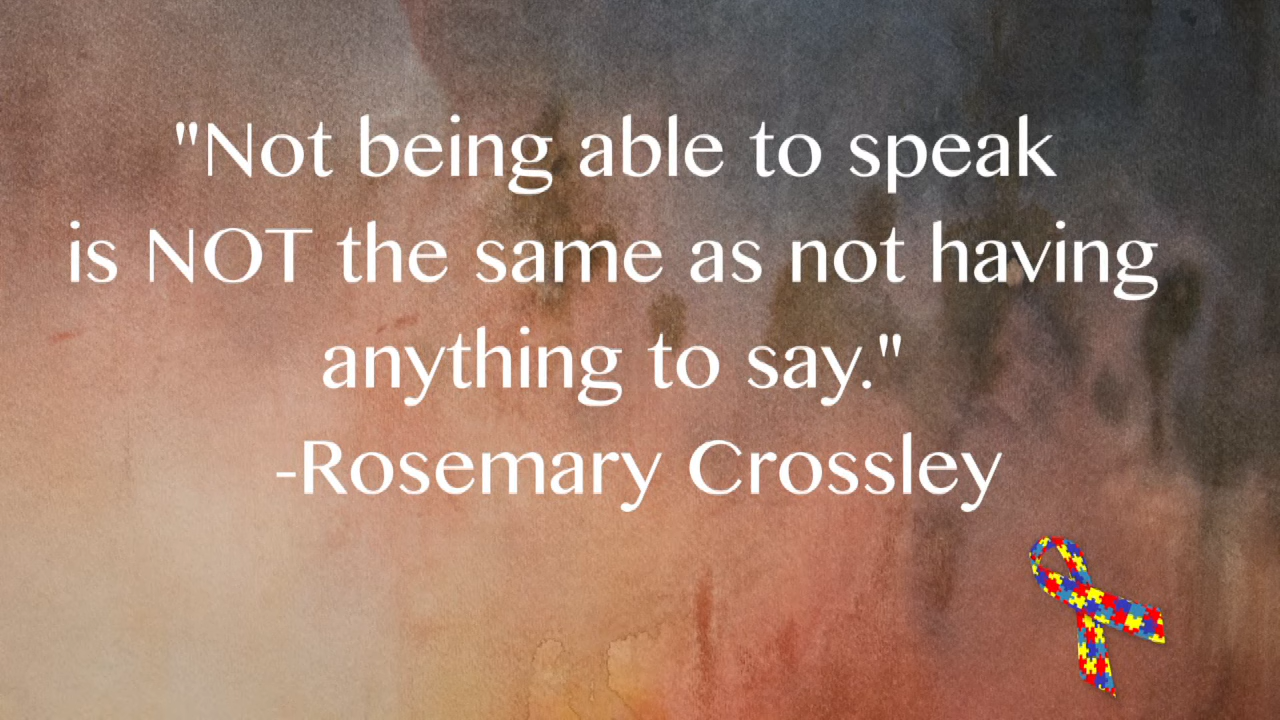 "Not being able to speak
is NOT the same as not having
anything to say."
-Rosemary Crossley